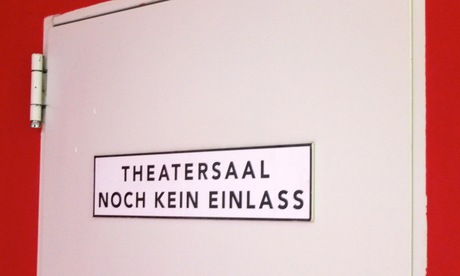 THEATERSAAL
NOCH KEIN EINLASS